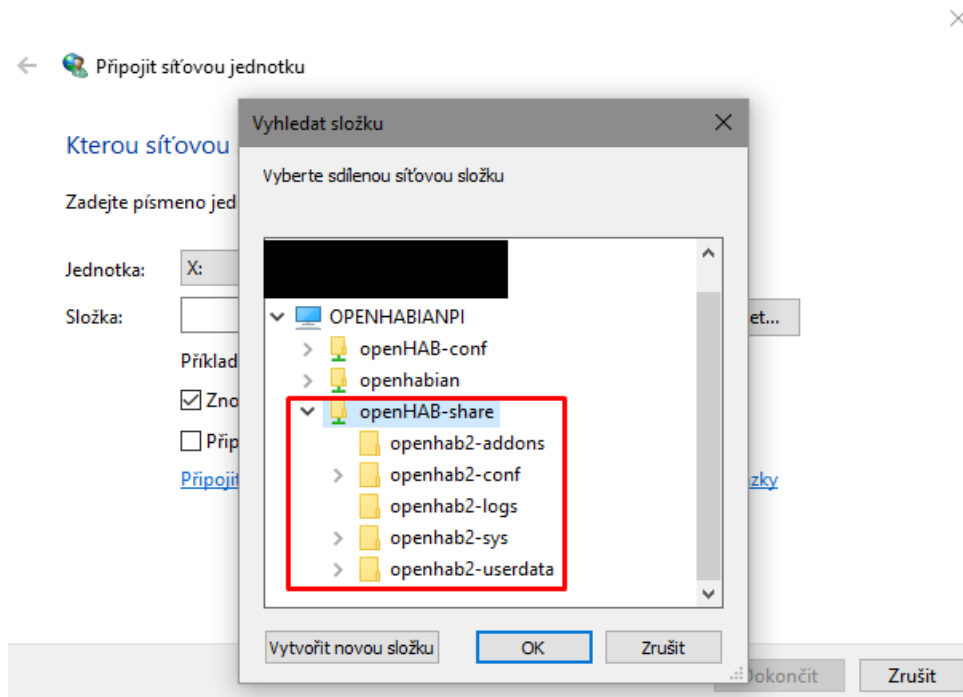 Připojit síťovou jednotku
Vyhledat složku
Kterou síťovou
Vyberte sdílenou síťovou složku
Zadejte písmeno jed
Jednotka: X:
Složka: et...
OPENHABIANPI
openHAB-conf
Příklad
openhabian
Zno
openHAB-share
Přip
openhab2-addons
openhab2-conf
Připojit zky
openhab2-logs
openhab2-sys
openhab2-userdata
Vytvořit novou složku OK Zrušit
Dokončit Zrušit